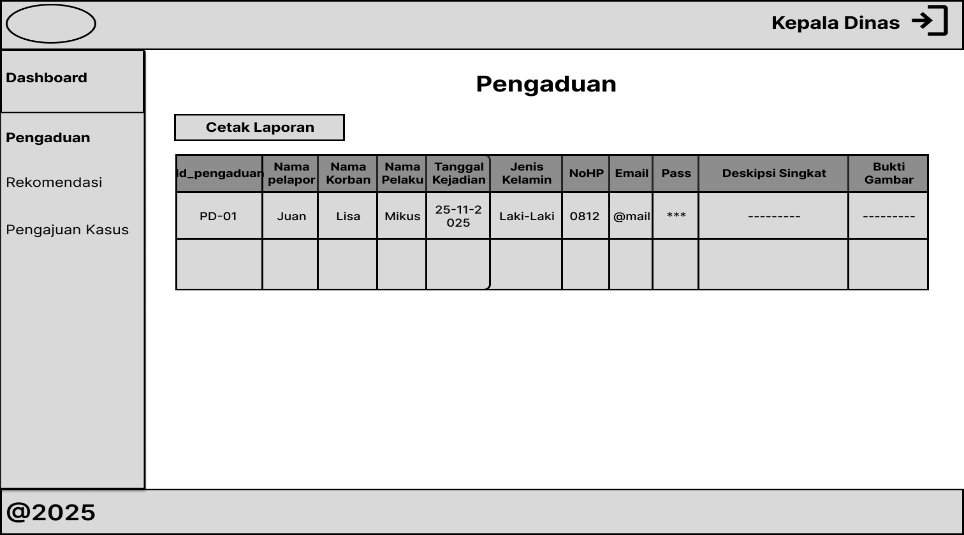 Kepala Dinas
Dashboard
Pengaduan
Rekomendasi
Pengajuan Kasus
Pengaduan
Cetak Laporan
Id_pengaduan Nama pelapor Nama Korban Nama Pelaku Tanggal Kejadian Jenis Kelamin NoHP Email Pass Deskipsi Singkat Bukti Gambar
PD-01 Juan Lisa Mikus 25-11-2025 Laki-Laki 0812 @mail *** --------- ---------
@2025